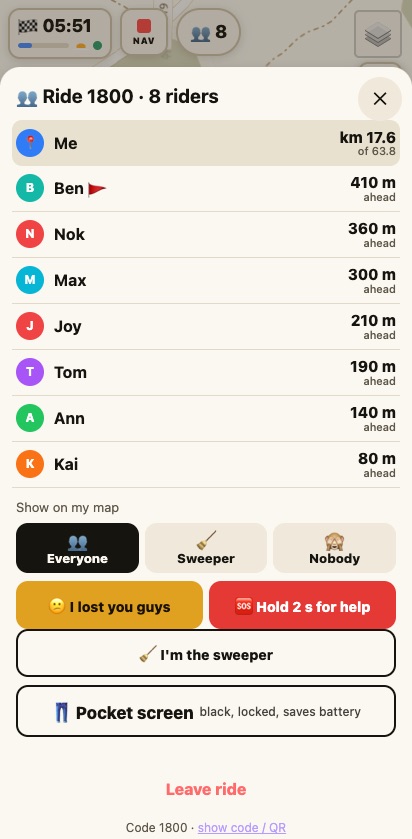 05:51
NAV
8
Ride 1800 · 8 riders
Me
km 17.6
of 63.8
B
Ben
410 m
ahead
N
Nok
360 m
ahead
M
Max
300 m
ahead
J
Joy
210 m
ahead
T
Tom
190 m
ahead
A
Ann
140 m
ahead
K
Kai
80 m
ahead
Show on my map
Everyone
Sweeper
Nobody
I lost you guys
SOS Hold 2 s for help
I'm the sweeper
Pocket screen black, locked, saves battery
Leave ride
Code 1800 · show code / QR